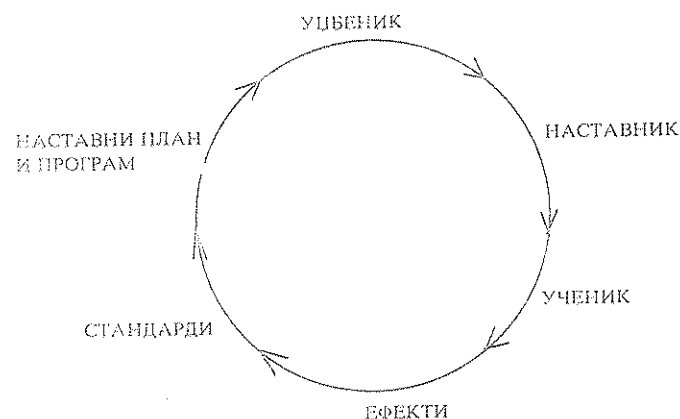 УЏБЕНИК
НАСТАВНИК
УЧЕНИК
ЕФЕКТИ
СТАНДАРДИ
НАСТАВНИ ПЛАН
И ПРОГРАМ